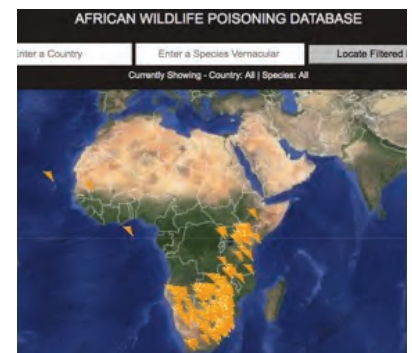 AFRICAN WILDLIFE POISONING DATABASE
Enter a Country Enter a Species Vernacular Locate Filtered
Currently Showing - Country: All | Species: All